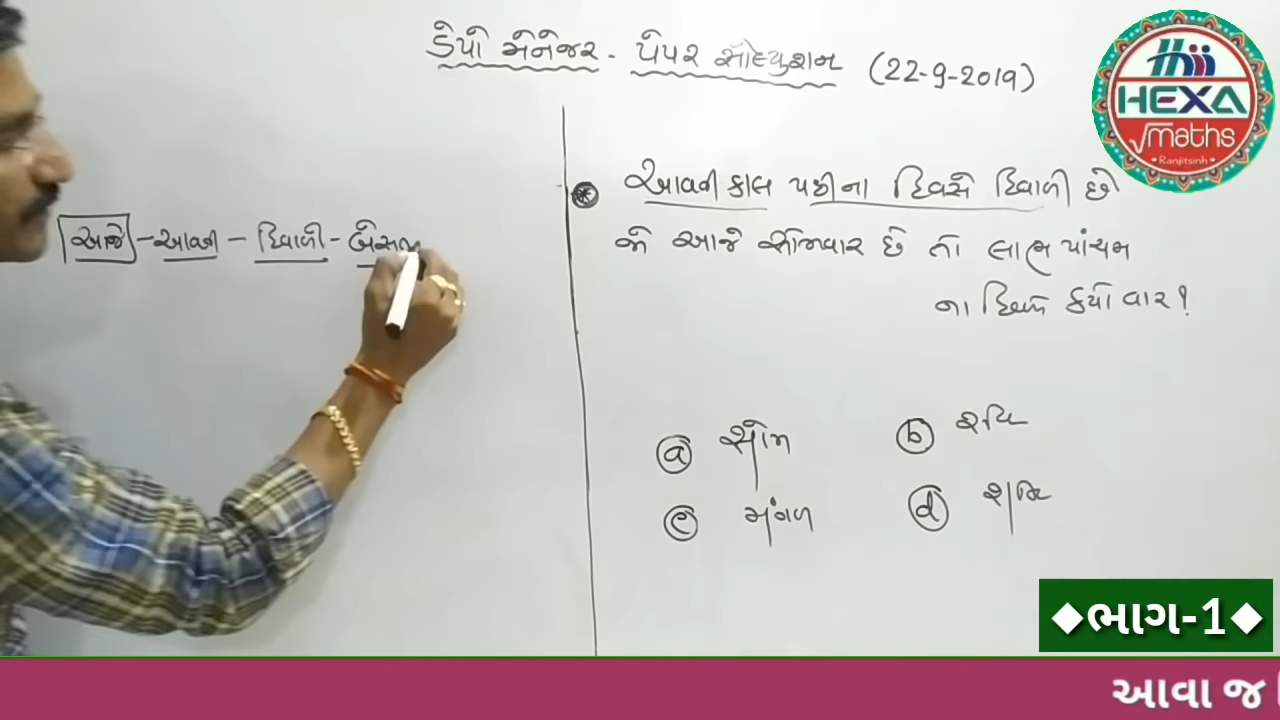 ડેપો મેનેજર - પેપર સોલ્યુશન (22-9-2019)
HEXA
maths
Ranjitsinh
આવતી કાલ પછીના દિવસે દિવાળી છે
જો આજે સોમવાર છે તો લાભ પાંચમ
ના દિવસે કયો વાર?
આજે - આવતી - દિવાળી - બેસતુ
a સોમ b રવિ
c મંગળ d શનિ
◆ભાગ-1◆
આવા જ